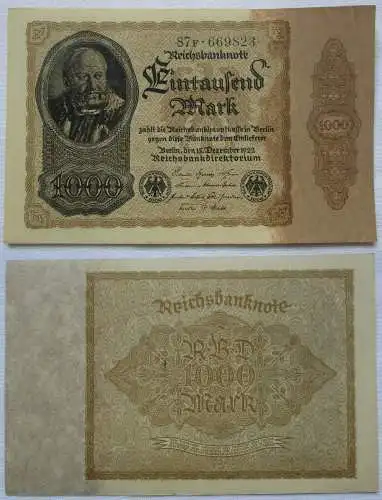 87F·669823
Reichsbanknote
Eintausend
Mark
zahlt die Reichsbankhauptkasse in Berlin
gegen diese Banknote dem Einlieferer
Berlin, den 15. Dezember 1922
Reichsbankdirektorium
1000
1000
Reichsbanknote
RBD
1000
Mark